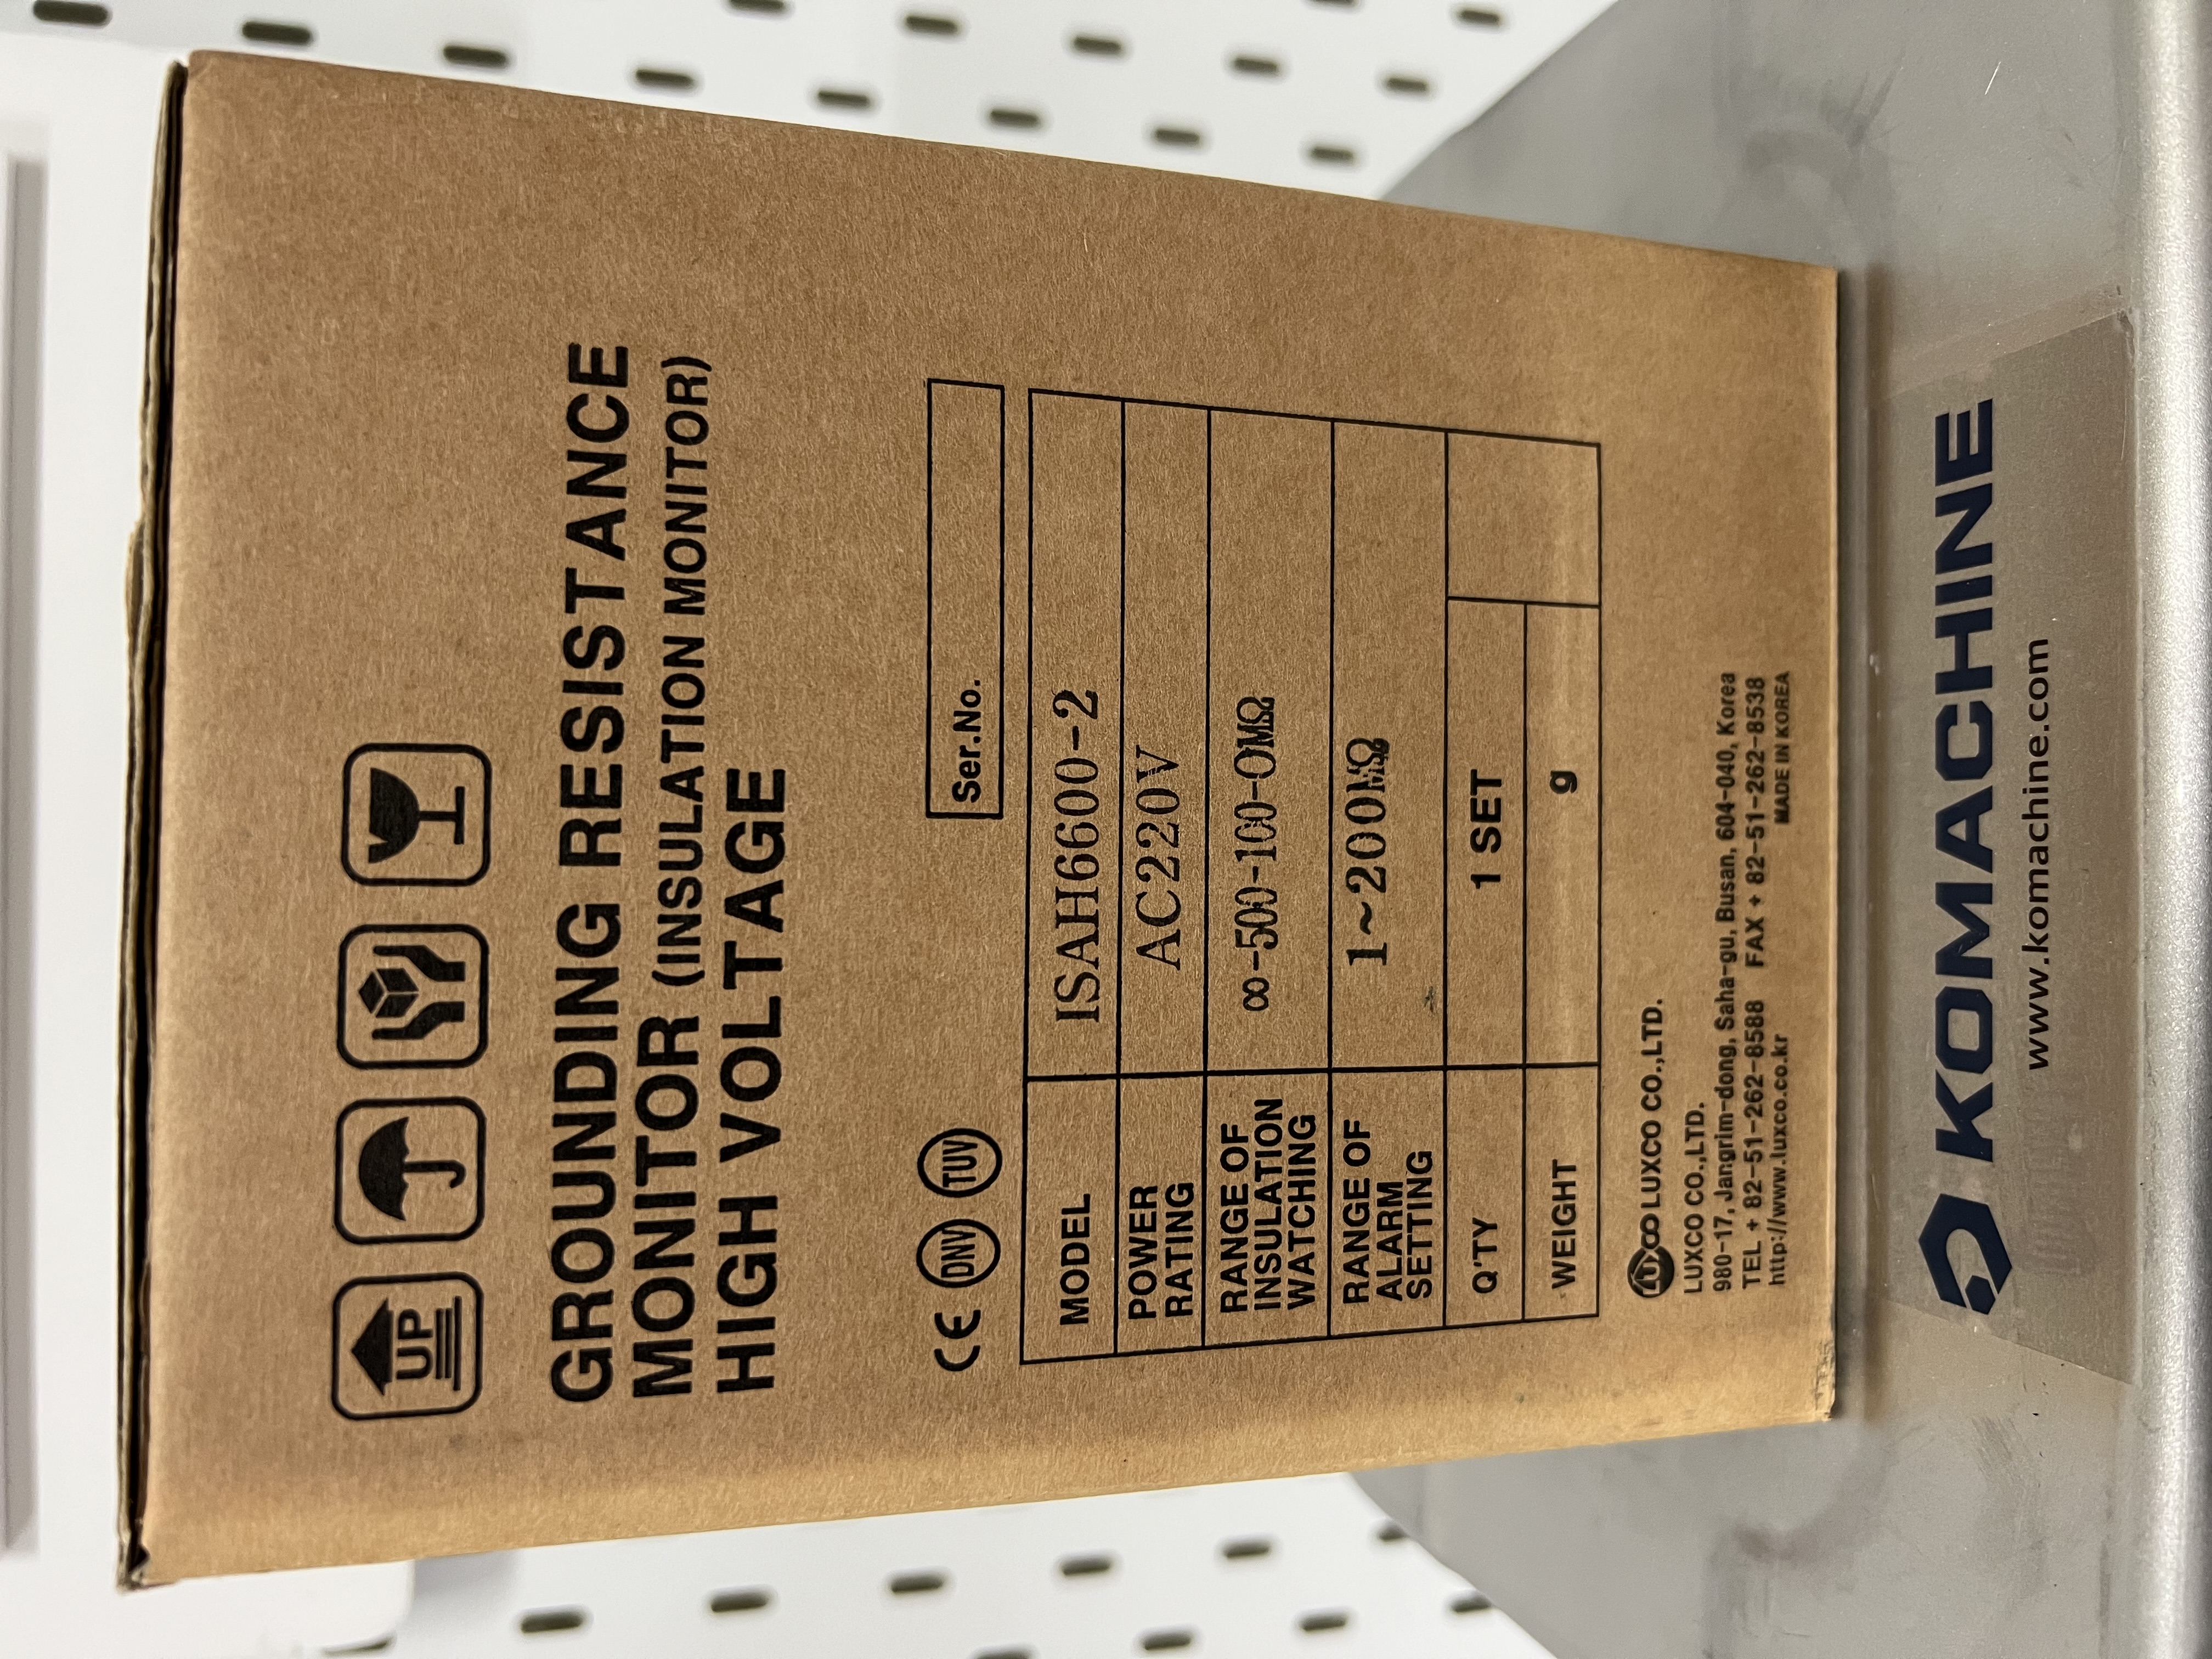 UP
GROUNDING RESISTANCE
MONITOR (INSULATION MONITOR)
HIGH VOLTAGE
CE DNV TUV
Ser.No.
MODEL ISAH6600-2
POWER
RATING
AC220V
RANGE OF
INSULATION
WATCHING
∞-500-100-0MΩ
RANGE OF
ALARM
SETTING
1~200MΩ
Q'TY 1 SET
WEIGHT g
LUXCO LUXCO CO.,LTD.
LUXCO CO.,LTD.
980-17, Jangrim-dong, Saha-gu, Busan, 604-040, Korea
TEL + 82-51-262-8588 FAX + 82-51-262-8538
http://www.luxco.co.kr MADE IN KOREA
KOMACHINE
www.komachine.com